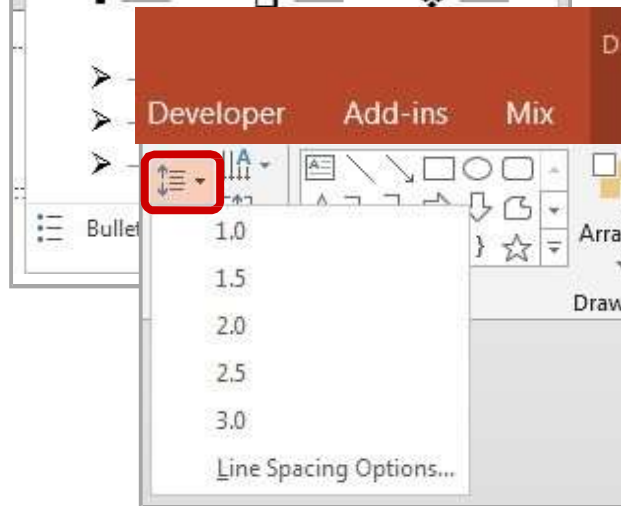 D
Developer Add-ins Mix
Bullet
1.0
1.5
2.0
2.5
3.0
Line Spacing Options...
Arra
Draw